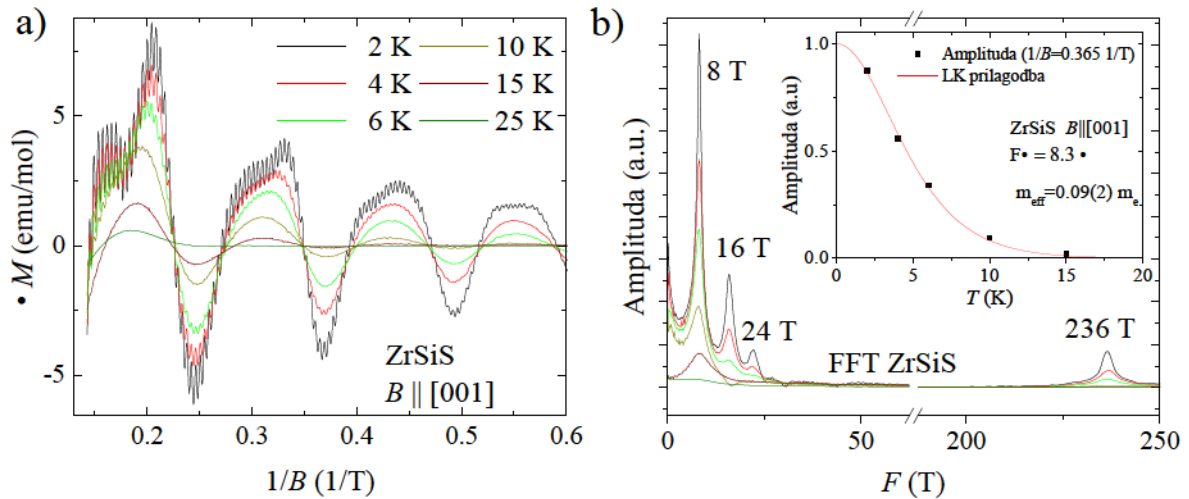 a)
2 K
10 K
4 K
15 K
6 K
25 K
• M (emu/mol)
5
0
-5
ZrSiS
B || [001]
0.2
0.3
0.4
0.5
0.6
1/B (1/T)
b)
Amplituda (a.u.)
8 T
16 T
24 T
236 T
FFT ZrSiS
0
50
200
250
F (T)
Amplituda (a.u)
1.0
0.5
0.0
Amplituda (1/B=0.365 1/T)
LK prilagodba
ZrSiS B||[001]
F• = 8.3 •
m_eff=0.09(2) m_e.
0
5
10
15
20
T (K)